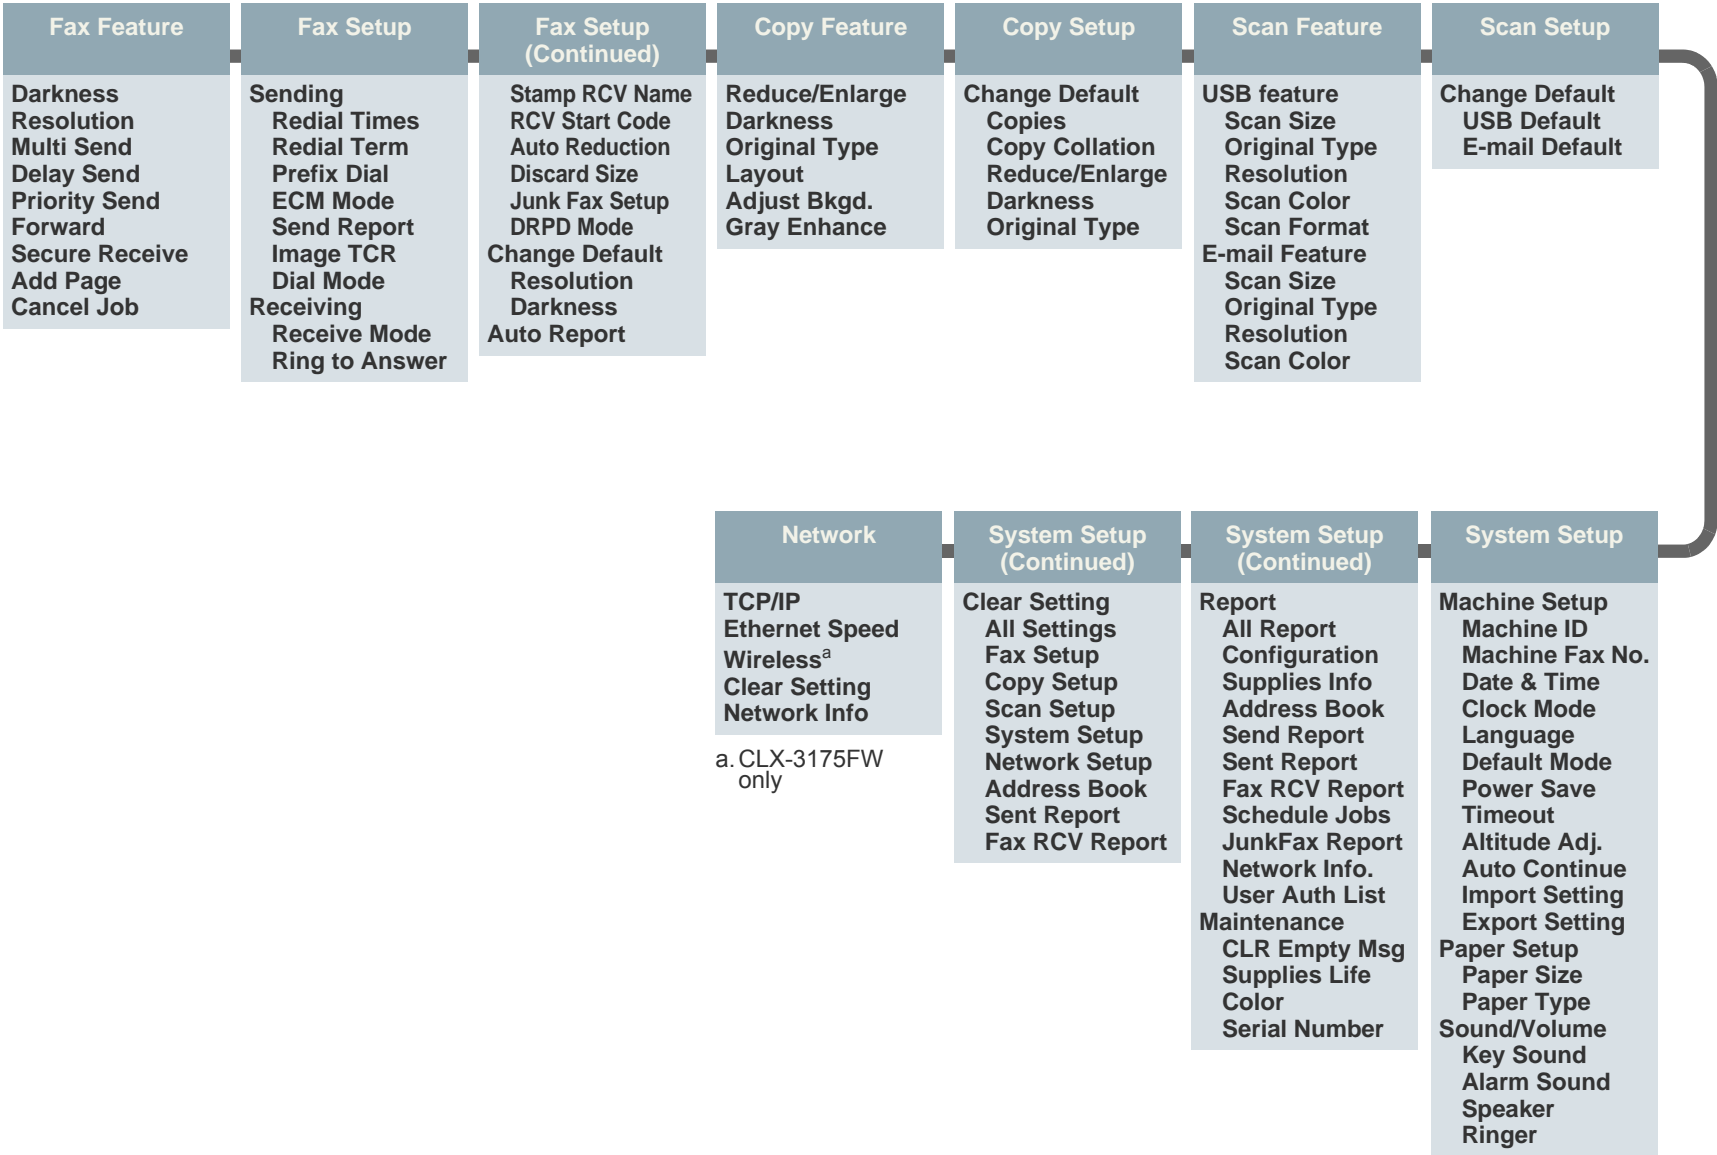 Fax Feature
Darkness
Resolution
Multi Send
Delay Send
Priority Send
Forward
Secure Receive
Add Page
Cancel Job
Fax Setup
Sending
Redial Times
Redial Term
Prefix Dial
ECM Mode
Send Report
Image TCR
Dial Mode
Receiving
Receive Mode
Ring to Answer
Fax Setup
(Continued)
Stamp RCV Name
RCV Start Code
Auto Reduction
Discard Size
Junk Fax Setup
DRPD Mode
Change Default
Resolution
Darkness
Auto Report
Copy Feature
Reduce/Enlarge
Darkness
Original Type
Layout
Adjust Bkgd.
Gray Enhance
Copy Setup
Change Default
Copies
Copy Collation
Reduce/Enlarge
Darkness
Original Type
Scan Feature
USB feature
Scan Size
Original Type
Resolution
Scan Color
Scan Format
E-mail Feature
Scan Size
Original Type
Resolution
Scan Color
Scan Setup
Change Default
USB Default
E-mail Default
Network
TCP/IP
Ethernet Speed
Wirelessa
Clear Setting
Network Info
a. CLX-3175FW
only
System Setup
(Continued)
Clear Setting
All Settings
Fax Setup
Copy Setup
Scan Setup
System Setup
Network Setup
Address Book
Sent Report
Fax RCV Report
System Setup
(Continued)
Report
All Report
Configuration
Supplies Info
Address Book
Send Report
Sent Report
Fax RCV Report
Schedule Jobs
JunkFax Report
Network Info.
User Auth List
Maintenance
CLR Empty Msg
Supplies Life
Color
Serial Number
System Setup
Machine Setup
Machine ID
Machine Fax No.
Date & Time
Clock Mode
Language
Default Mode
Power Save
Timeout
Altitude Adj.
Auto Continue
Import Setting
Export Setting
Paper Setup
Paper Size
Paper Type
Sound/Volume
Key Sound
Alarm Sound
Speaker
Ringer